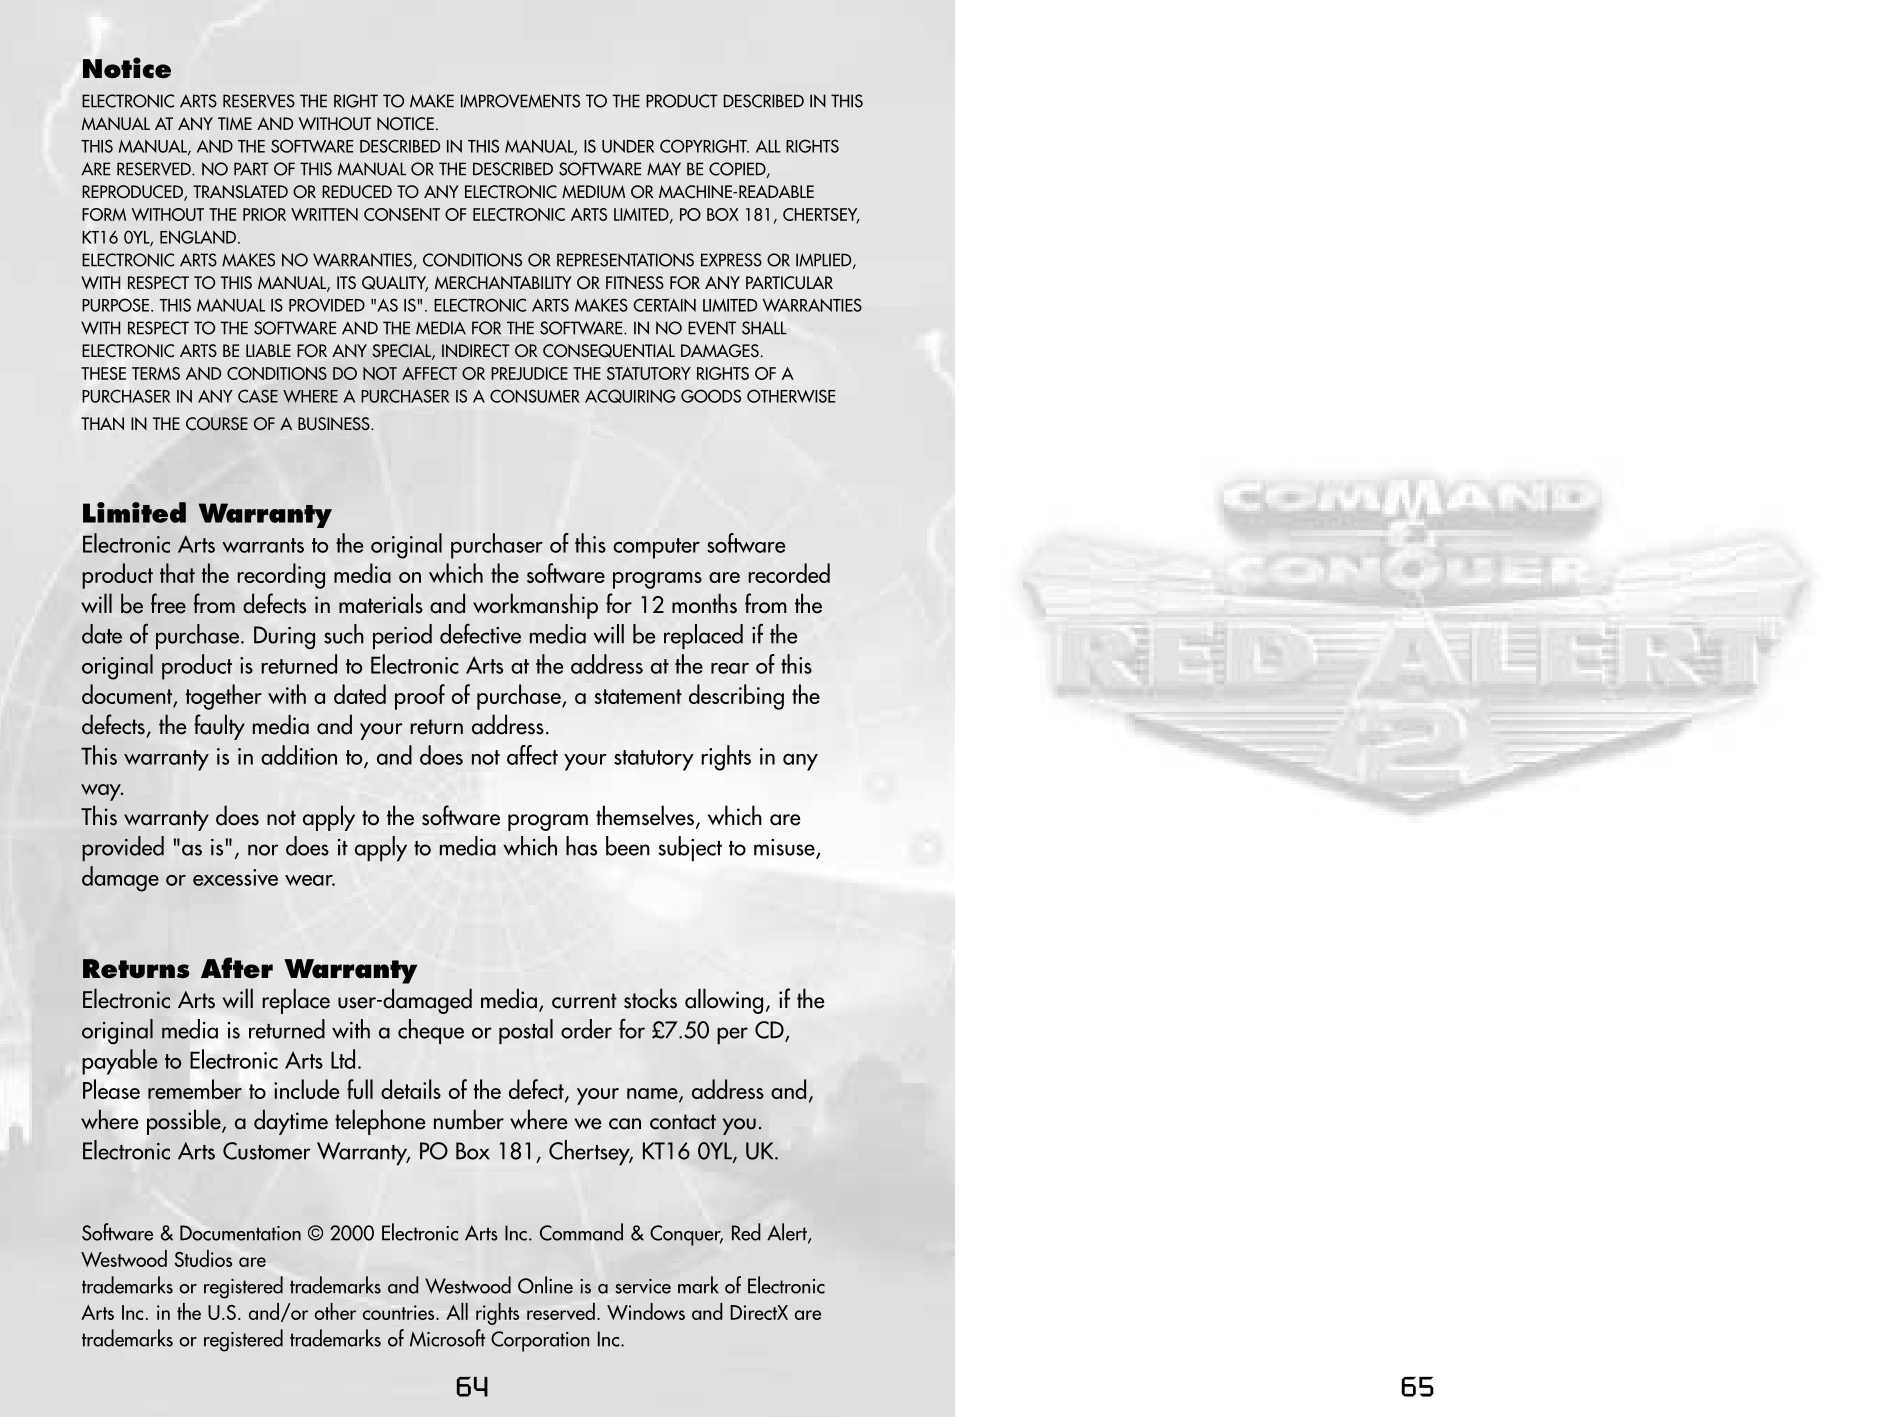 Notice
ELECTRONIC ARTS RESERVES THE RIGHT TO MAKE IMPROVEMENTS TO THE PRODUCT DESCRIBED IN THIS
MANUAL AT ANY TIME AND WITHOUT NOTICE.
THIS MANUAL, AND THE SOFTWARE DESCRIBED IN THIS MANUAL, IS UNDER COPYRIGHT. ALL RIGHTS
ARE RESERVED. NO PART OF THIS MANUAL OR THE DESCRIBED SOFTWARE MAY BE COPIED,
REPRODUCED, TRANSLATED OR REDUCED TO ANY ELECTRONIC MEDIUM OR MACHINE-READABLE
FORM WITHOUT THE PRIOR WRITTEN CONSENT OF ELECTRONIC ARTS LIMITED, PO BOX 181, CHERTSEY,
KT16 0YL, ENGLAND.
ELECTRONIC ARTS MAKES NO WARRANTIES, CONDITIONS OR REPRESENTATIONS EXPRESS OR IMPLIED,
WITH RESPECT TO THIS MANUAL, ITS QUALITY, MERCHANTABILITY OR FITNESS FOR ANY PARTICULAR
PURPOSE. THIS MANUAL IS PROVIDED "AS IS". ELECTRONIC ARTS MAKES CERTAIN LIMITED WARRANTIES
WITH RESPECT TO THE SOFTWARE AND THE MEDIA FOR THE SOFTWARE. IN NO EVENT SHALL
ELECTRONIC ARTS BE LIABLE FOR ANY SPECIAL, INDIRECT OR CONSEQUENTIAL DAMAGES.
THESE TERMS AND CONDITIONS DO NOT AFFECT OR PREJUDICE THE STATUTORY RIGHTS OF A
PURCHASER IN ANY CASE WHERE A PURCHASER IS A CONSUMER ACQUIRING GOODS OTHERWISE
THAN IN THE COURSE OF A BUSINESS.
Limited Warranty
Electronic Arts warrants to the original purchaser of this computer software
product that the recording media on which the software programs are recorded
will be free from defects in materials and workmanship for 12 months from the
date of purchase. During such period defective media will be replaced if the
original product is returned to Electronic Arts at the address at the rear of this
document, together with a dated proof of purchase, a statement describing the
defects, the faulty media and your return address.
This warranty is in addition to, and does not affect your statutory rights in any
way.
This warranty does not apply to the software program themselves, which are
provided "as is", nor does it apply to media which has been subject to misuse,
damage or excessive wear.
Returns After Warranty
Electronic Arts will replace user-damaged media, current stocks allowing, if the
original media is returned with a cheque or postal order for £7.50 per CD,
payable to Electronic Arts Ltd.
Please remember to include full details of the defect, your name, address and,
where possible, a daytime telephone number where we can contact you.
Electronic Arts Customer Warranty, PO Box 181, Chertsey, KT16 0YL, UK.
Software & Documentation © 2000 Electronic Arts Inc. Command & Conquer, Red Alert,
Westwood Studios are
trademarks or registered trademarks and Westwood Online is a service mark of Electronic
Arts Inc. in the U.S. and/or other countries. All rights reserved. Windows and DirectX are
trademarks or registered trademarks of Microsoft Corporation Inc.
64
COMMAND
&
CONQUER
RED ALERT
2
65